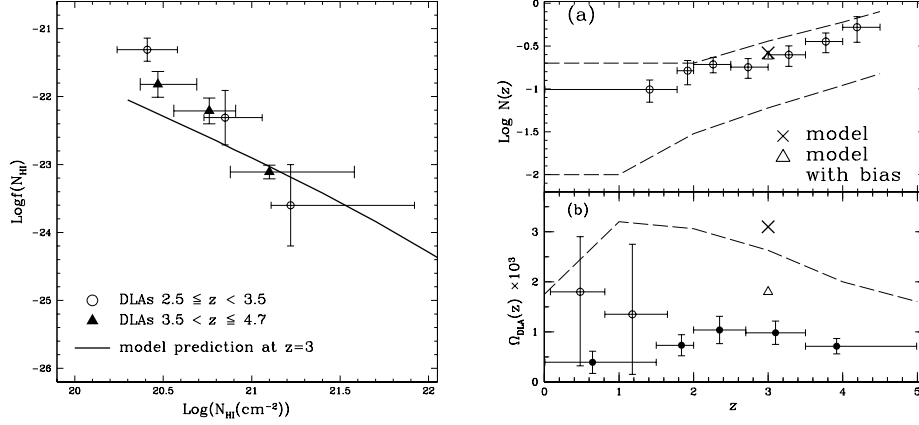 -21
-22
-23
-24
-25
-26
Logf(N_HI)
DLAs 2.5 ≦ z < 3.5
DLAs 3.5 < z ≦ 4.7
model prediction at z=3
20
20.5
21
21.5
22
Log(N_HI(cm⁻²))
0
-0.5
-1
-1.5
-2
Log N(z)
(a)
model
model
with bias
3
2
1
0
Ω_DLA(z) ×10³
(b)
0
1
2
3
4
5
z